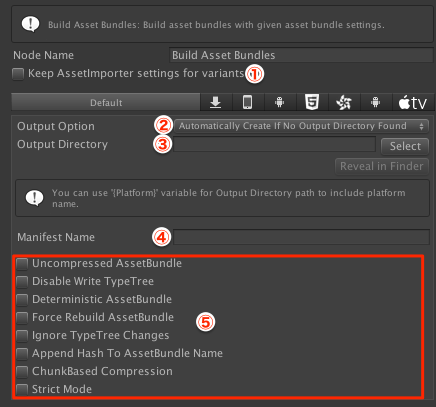 Build Asset Bundles: Build asset bundles with given asset bundle settings.
Node Name Build Asset Bundles
Keep AssetImporter settings for variants ①
Default 5 tv
Output Option ② Automatically Create If No Output Directory Found
Output Directory ③ Select
Reveal in Finder
You can use '[Platform]' variable for Output Directory path to include platform
name.
Manifest Name ④
Uncompressed AssetBundle
Disable Write TypeTree
Deterministic AssetBundle
Force Rebuild AssetBundle ⑤
Ignore TypeTree Changes
Append Hash To AssetBundle Name
ChunkBased Compression
Strict Mode